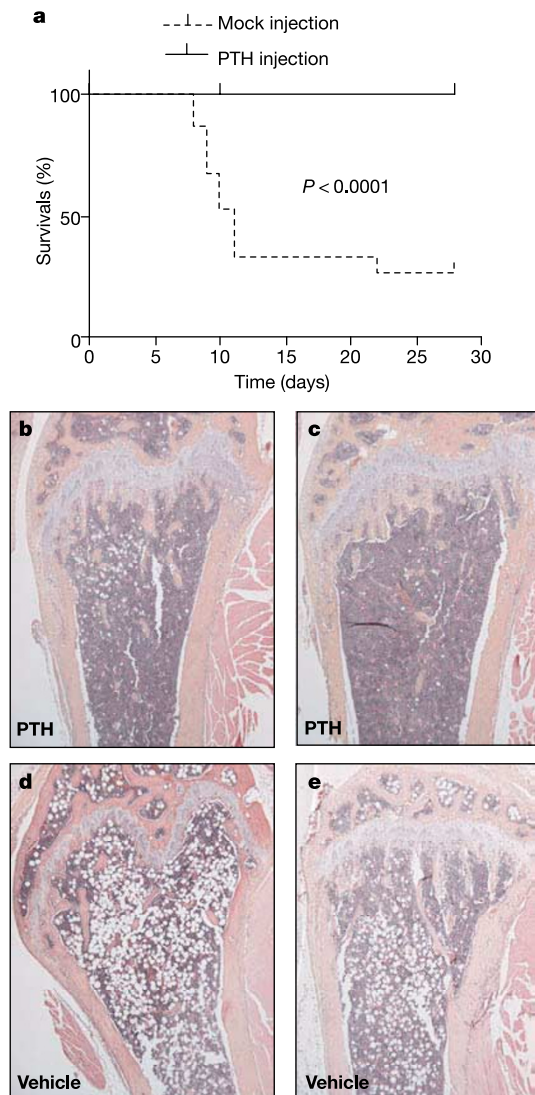 a
Mock injection
PTH injection
100
50
0
Survivals (%)
P < 0.0001
0 5 10 15 20 25 30
Time (days)
b
PTH
c
PTH
d
Vehicle
e
Vehicle